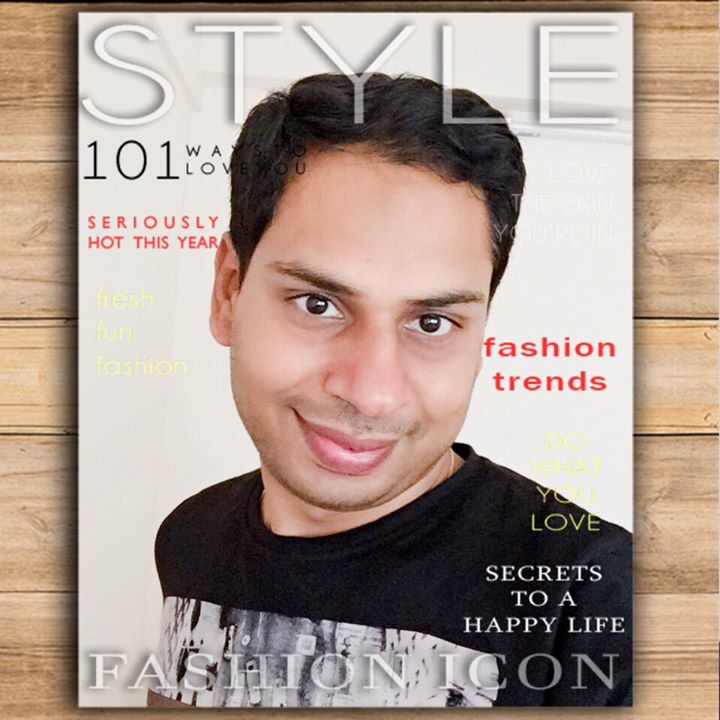 STYLE
101 WAYS TO
LOVE YOU
SERIOUSLY
HOT THIS YEAR
fresh
fun
fashion
LOVE
THE SKIN
YOU'RE IN
fashion
trends
DO
WHAT
YOU
LOVE
SECRETS
TO A
HAPPY LIFE
FASHION ICON